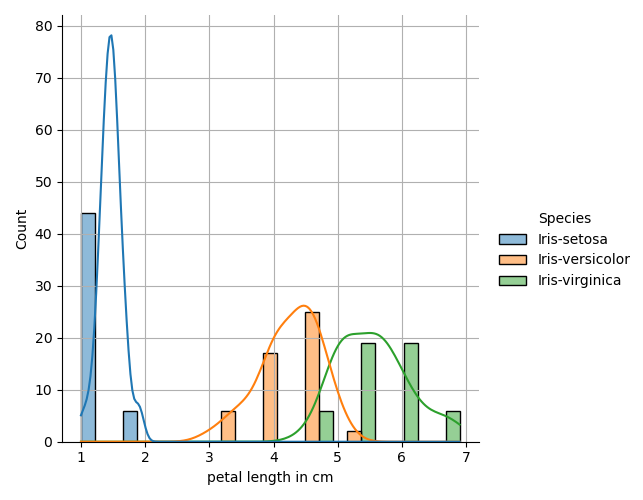 80
70
60
50
40
30
20
10
0
Count
1 2 3 4 5 6 7
petal length in cm
Species
Iris-setosa
Iris-versicolor
Iris-virginica